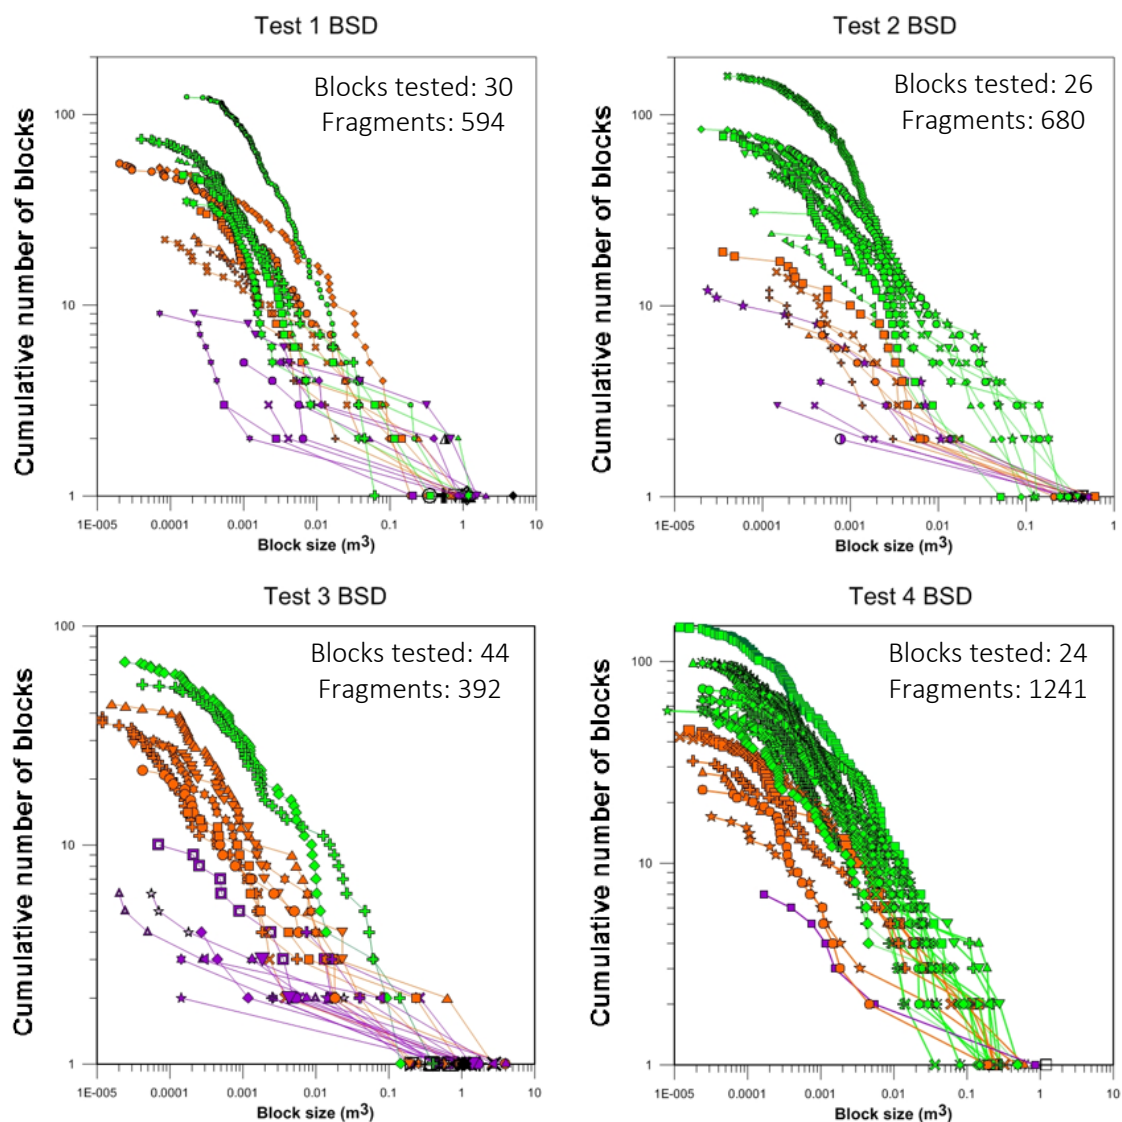 Test 1 BSD
Blocks tested: 30
Fragments: 594
Cumulative number of blocks
100
10
1
1E-005 0.0001 0.001 0.01 0.1 1 10
Block size (m3)
Test 2 BSD
Blocks tested: 26
Fragments: 680
Cumulative number of blocks
100
10
1
1E-005 0.0001 0.001 0.01 0.1 1
Block size (m3)
Test 3 BSD
Blocks tested: 44
Fragments: 392
Cumulative number of blocks
100
10
1
1E-005 0.0001 0.001 0.01 0.1 1 10
Block size (m3)
Test 4 BSD
Blocks tested: 24
Fragments: 1241
Cumulative number of blocks
100
10
1
1E-005 0.0001 0.001 0.01 0.1 1 10
Block size (m3)